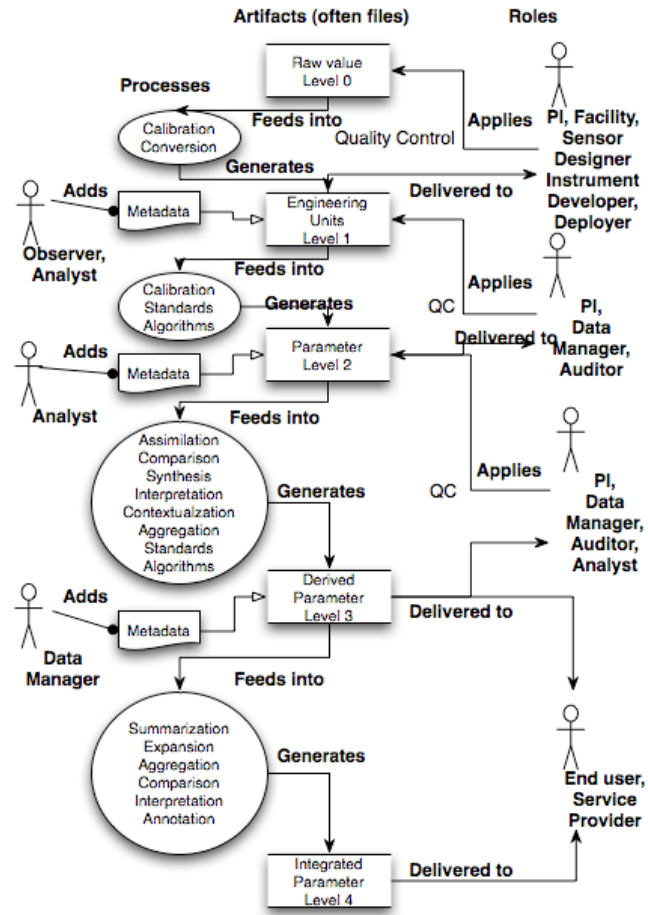 Artifacts (often files)
Roles
Raw value
Level 0
Processes
Feeds into
Applies
Quality Control
PI, Facility,
Sensor
Designer
Instrument
Developer,
Deployer
Calibration
Conversion
Generates
Delivered to
Adds
Metadata
Engineering
Units
Level 1
Observer,
Analyst
Feeds into
Applies
QC
PI,
Data
Manager,
Auditor
Calibration
Standards
Algorithms
Generates
Delivered to
Adds
Metadata
Parameter
Level 2
Analyst
Feeds into
Assimilation
Comparison
Synthesis
Interpretation
Contextualzation
Aggregation
Standards
Algorithms
Generates
Applies
QC
PI,
Data
Manager,
Auditor,
Analyst
Adds
Metadata
Derived
Parameter
Level 3
Delivered to
Data
Manager
Feeds into
Summarization
Expansion
Aggregation
Comparison
Interpretation
Annotation
Generates
End user,
Service
Provider
Integrated
Parameter
Level 4
Delivered to